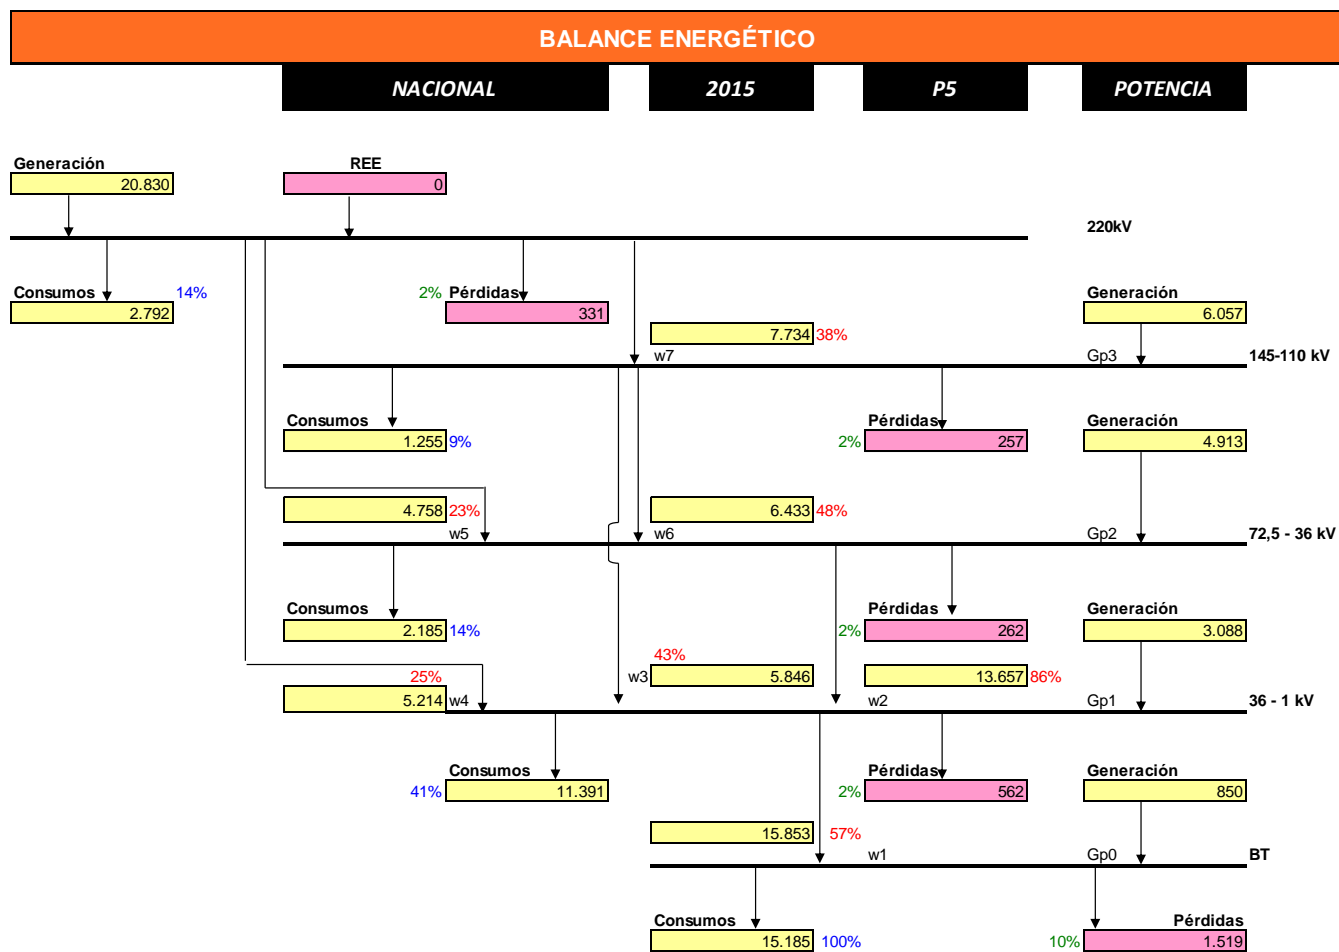 BALANCE ENERGÉTICO
NACIONAL 2015 P5 POTENCIA
Generación REE
20.830 0
220kV
Consumos 14% 2% Pérdidas Generación
2.792 331 6.057
7.734 38%
w7 Gp3 145-110 kV
Consumos Pérdidas Generación
1.255 9% 2% 257 4.913
4.758 23% 6.433 48%
w5 w6 Gp2 72,5 - 36 kV
Consumos Pérdidas Generación
2.185 14% 2% 262 3.088
43%
25% w3 5.846 13.657 86%
5.214 w4 w2 Gp1 36 - 1 kV
Consumos Pérdidas Generación
41% 11.391 2% 562 850
15.853 57%
w1 Gp0 BT
Consumos Pérdidas
15.185 100% 10% 1.519